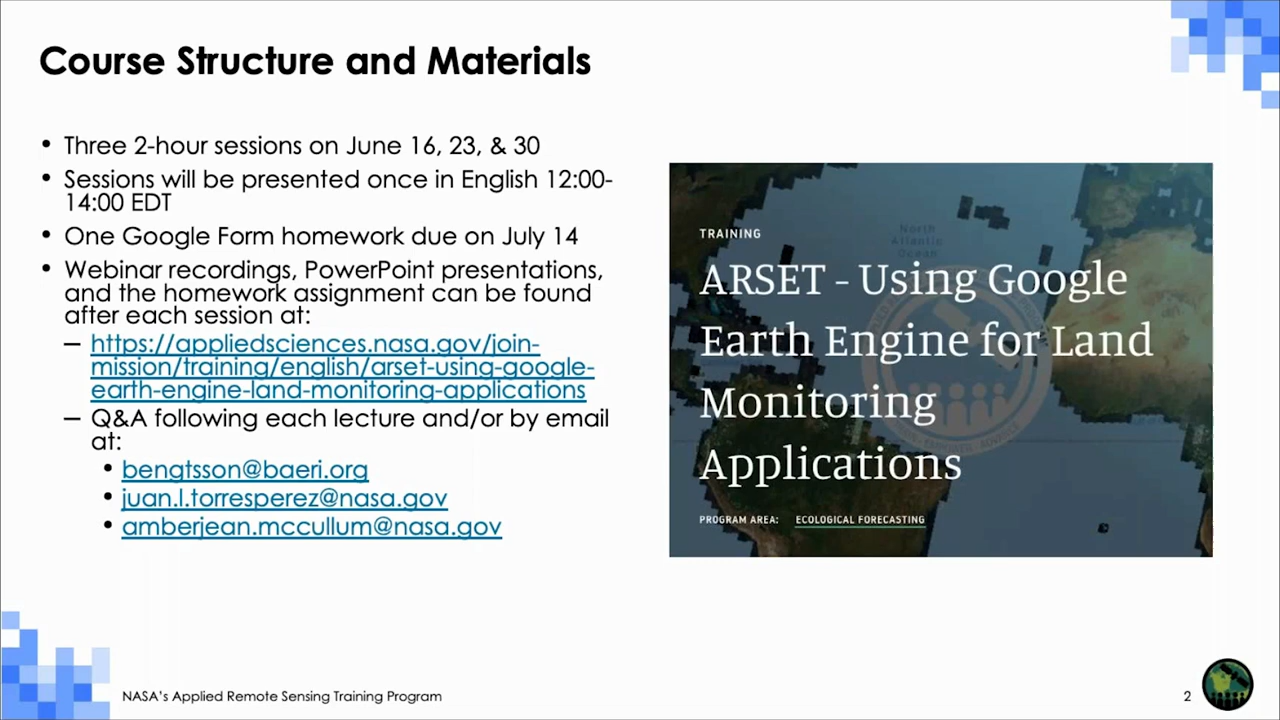 Course Structure and Materials
• Three 2-hour sessions on June 16, 23, & 30
• Sessions will be presented once in English 12:00-
14:00 EDT
• One Google Form homework due on July 14
• Webinar recordings, PowerPoint presentations,
and the homework assignment can be found
after each session at:
– https://appliedsciences.nasa.gov/join-
mission/training/english/arset-using-google-
earth-engine-land-monitoring-applications
– Q&A following each lecture and/or by email
at:
• bengtsson@baeri.org
• juan.l.torresperez@nasa.gov
• amberjean.mccullum@nasa.gov
North
Atlantic
Ocean
TRAINING
ARSET - Using Google
Earth Engine for Land
Monitoring
Applications
PROGRAM AREA: ECOLOGICAL FORECASTING
NASA's Applied Remote Sensing Training Program
2